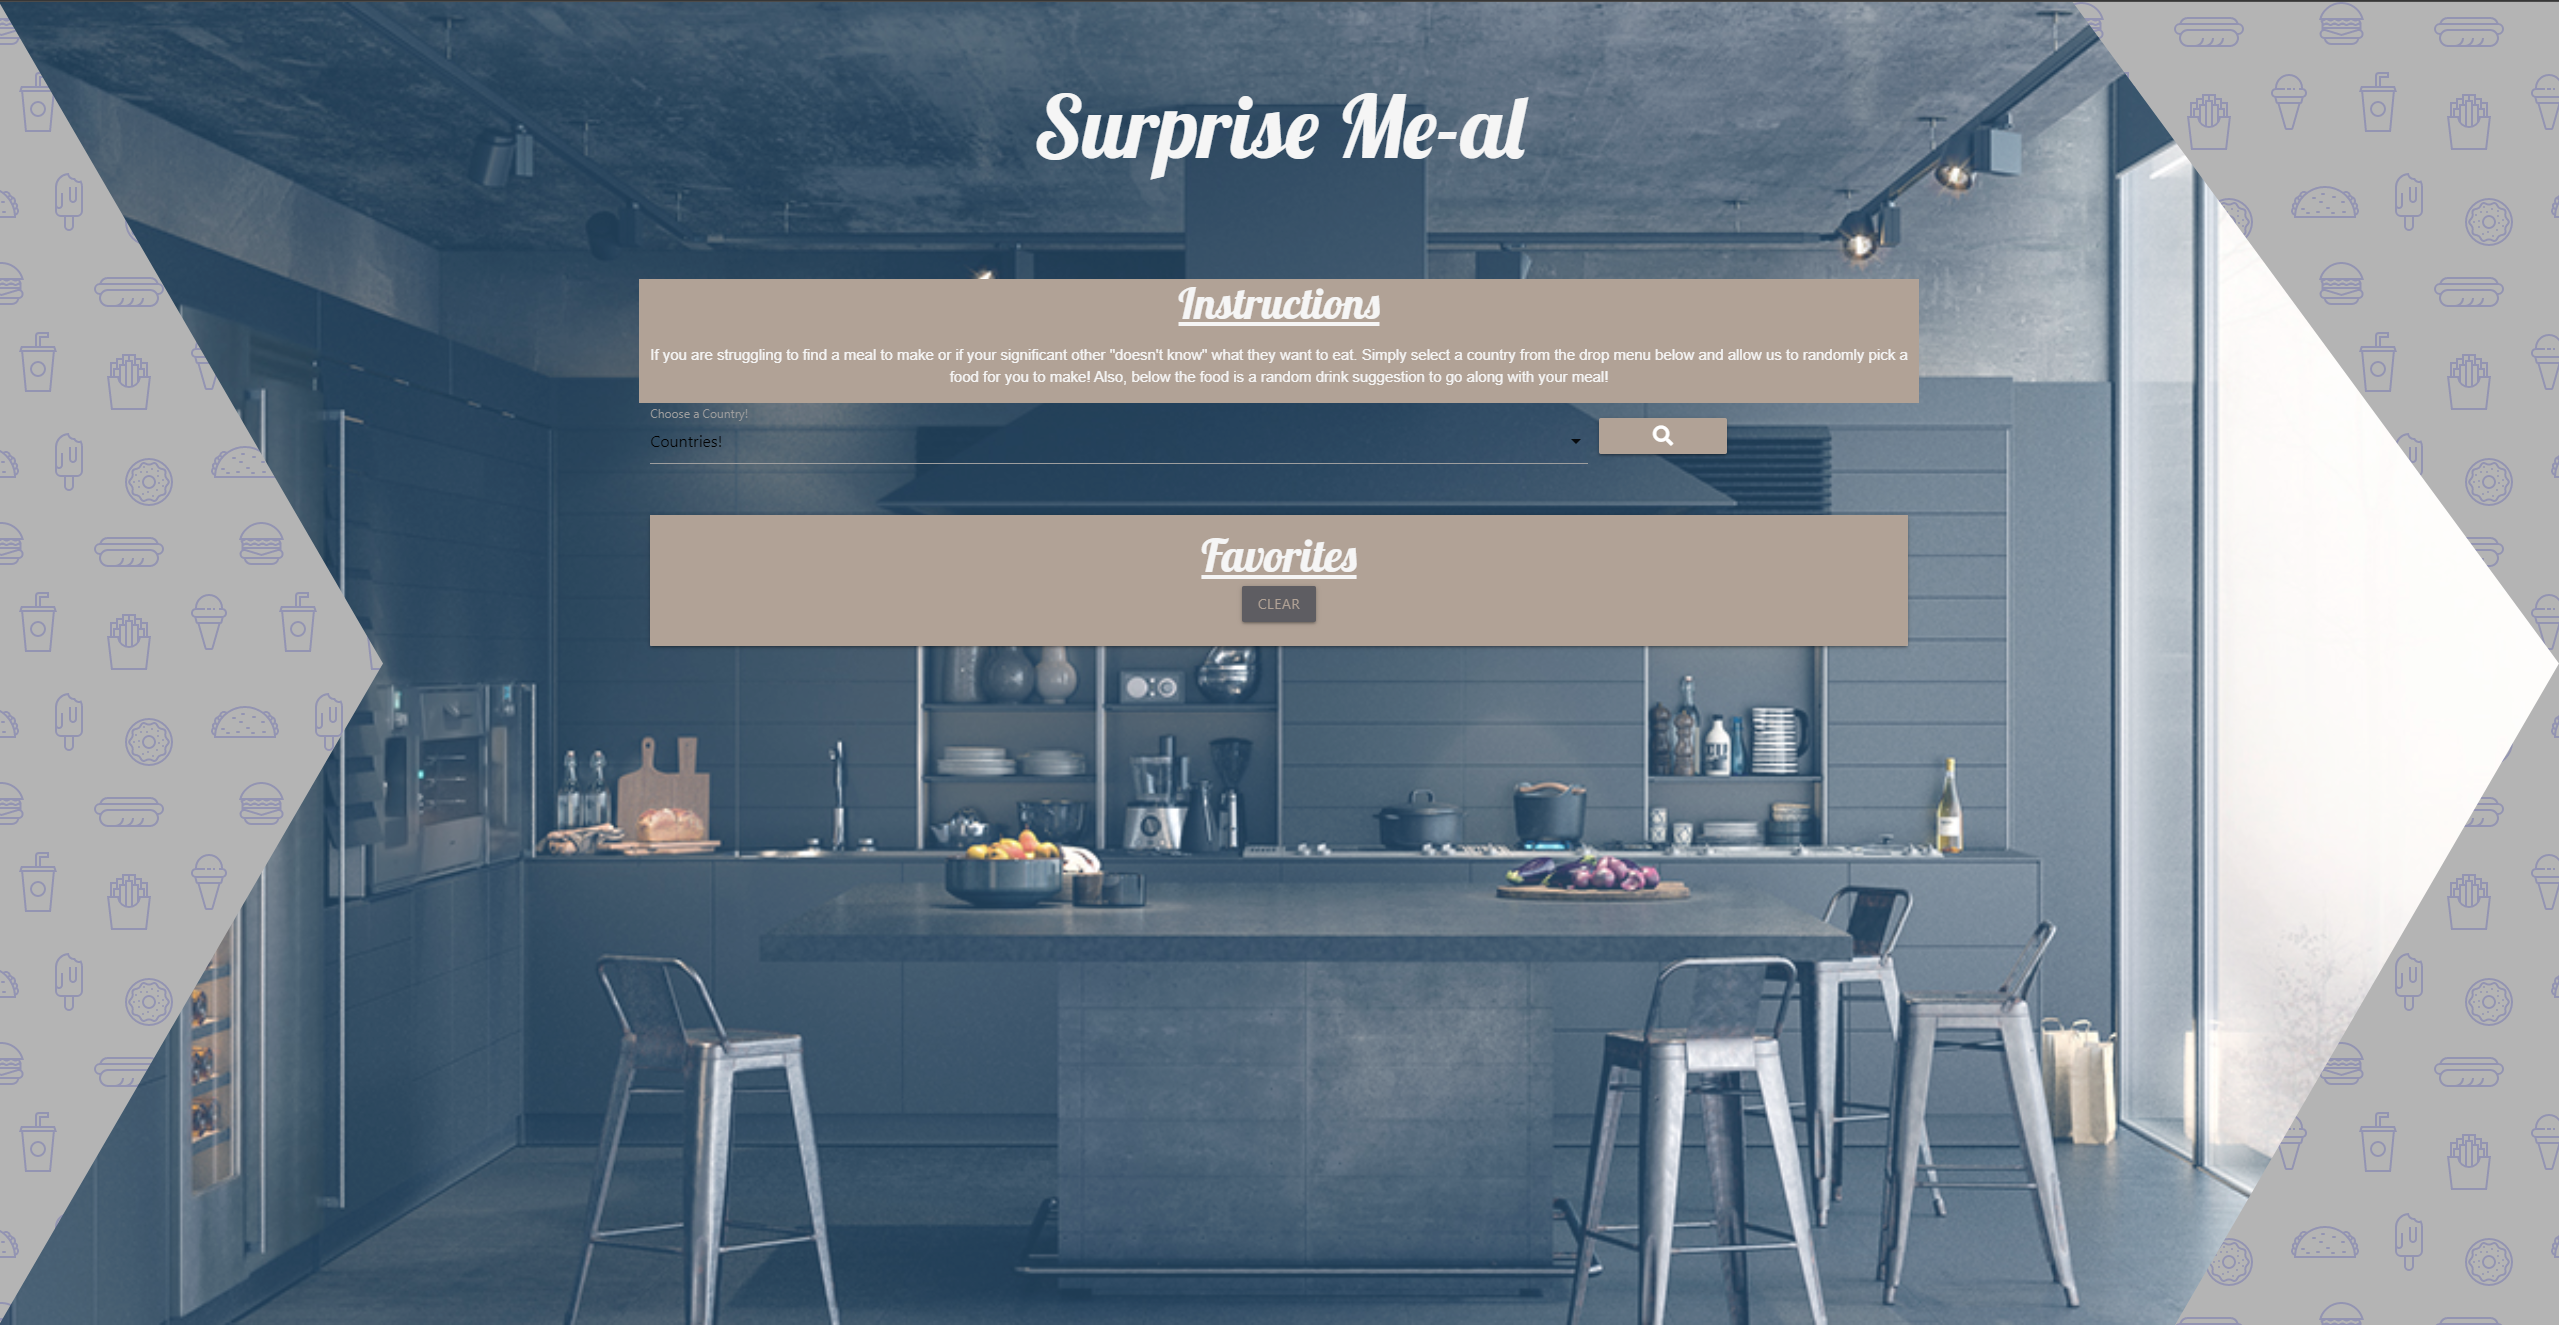 Surprise Me-al
Instructions
If you are struggling to find a meal to make or if your significant other "doesn't know" what they want to eat. Simply select a country from the drop menu below and allow us to randomly pick a
food for you to make! Also, below the food is a random drink suggestion to go along with your meal!
Choose a Country!
Countries!
Favorites
CLEAR